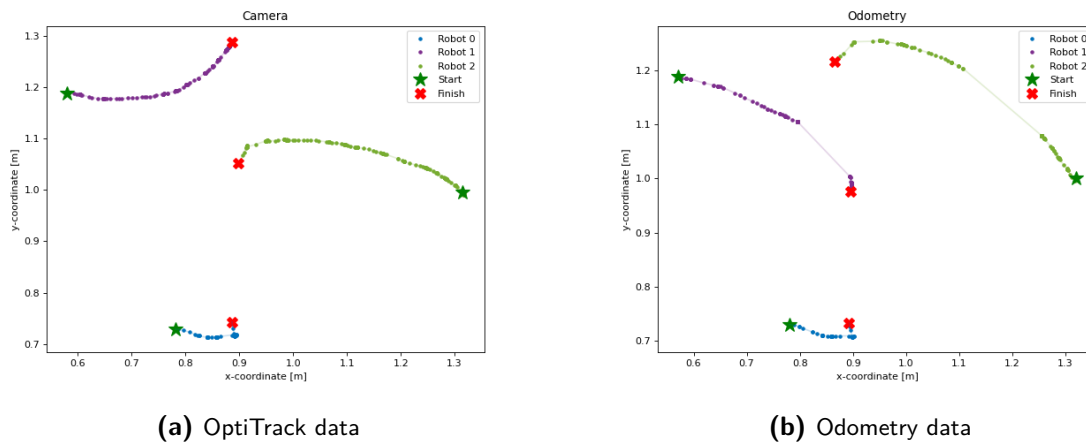 Camera
1.3
1.2
1.1
1.0
0.9
0.8
0.7
y-coordinate [m]
0.6 0.7 0.8 0.9 1.0 1.1 1.2 1.3
x-coordinate [m]
Robot 0
Robot 1
Robot 2
Start
Finish
(a) OptiTrack data
Odometry
1.2
1.1
1.0
0.9
0.8
0.7
y-coordinate [m]
0.6 0.7 0.8 0.9 1.0 1.1 1.2 1.3
x-coordinate [m]
Robot 0
Robot 1
Robot 2
Start
Finish
(b) Odometry data